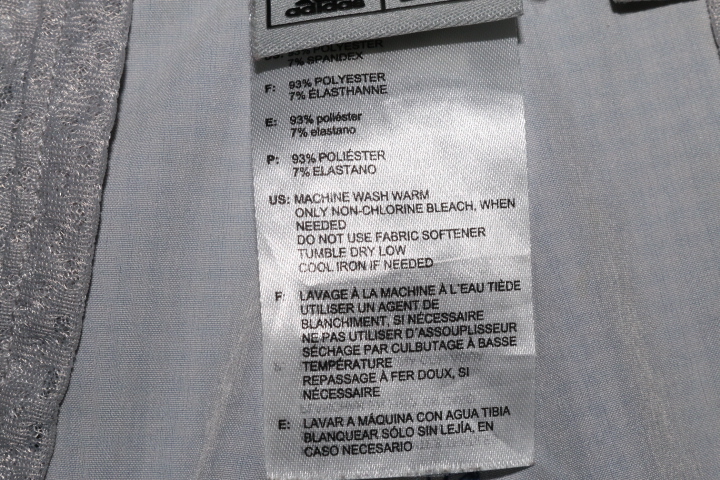 adidas
US: 93% POLYESTER
7% SPANDEX
F: 93% POLYESTER
7% ÉLASTHANNE
E: 93% poliéster
7% elastano
P: 93% POLIÉSTER
7% ELASTANO
US: MACHINE WASH WARM
ONLY NON-CHLORINE BLEACH, WHEN
NEEDED
DO NOT USE FABRIC SOFTENER
TUMBLE DRY LOW
COOL IRON IF NEEDED
F: LAVAGE À LA MACHINE À L'EAU TIÈDE
UTILISER UN AGENT DE
BLANCHIMENT, SI NÉCESSAIRE
NE PAS UTILISER D'ASSOUPLISSEUR
SÉCHAGE PAR CULBUTAGE À BASSE
TEMPÉRATURE
REPASSAGE À FER DOUX, SI
NÉCESSAIRE
E: LAVAR A MÁQUINA CON AGUA TIBIA
BLANQUEAR SÓLO SIN LEJÍA, EN
CASO NECESARIO